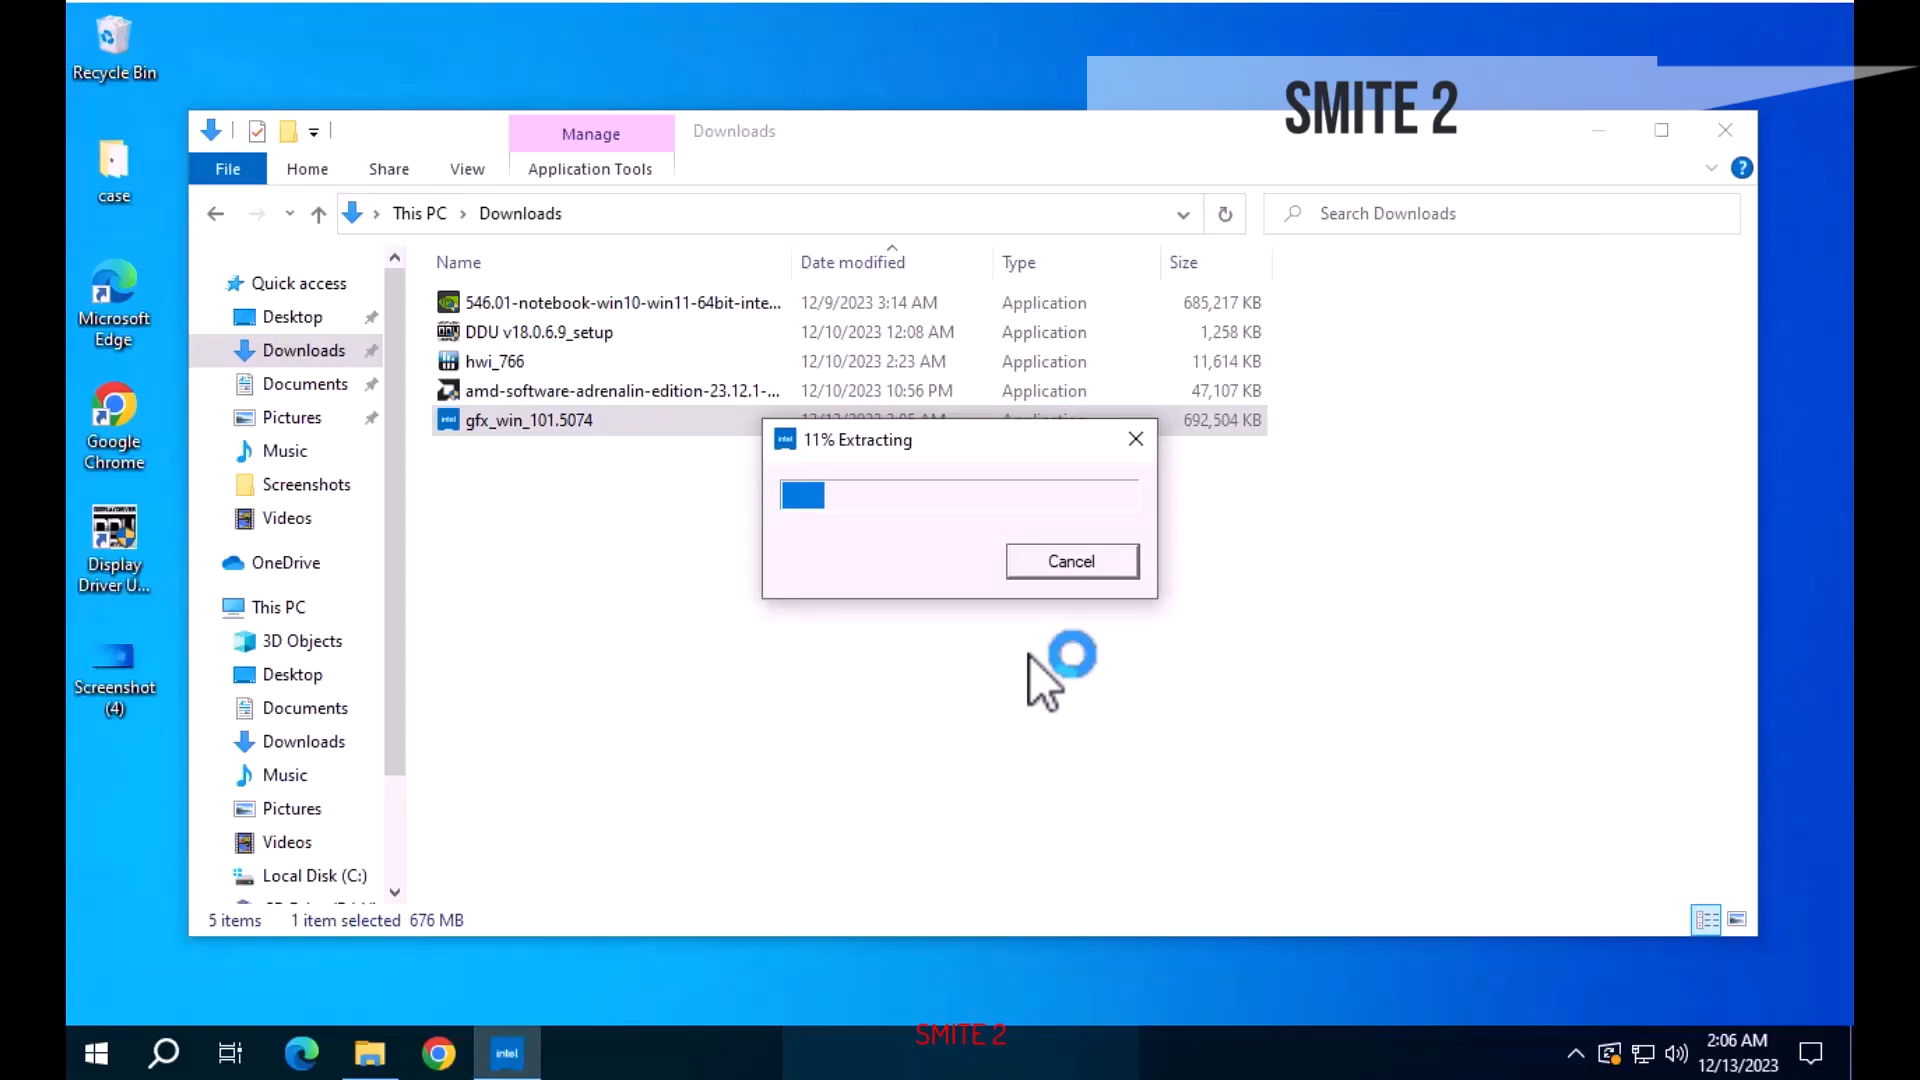 Recycle Bin
case
Microsoft
Edge
Google
Chrome
Display
Driver U...
Screenshot
(4)
SMITE 2
Manage
Downloads
File
Home
Share
View
Application Tools
This PC
Downloads
Search Downloads
Name
Date modified
Type
Size
546.01-notebook-win10-win11-64bit-inte...
12/9/2023 3:14 AM
Application
685,217 KB
DDU v18.0.6.9_setup
12/10/2023 12:08 AM
Application
1,258 KB
hwi_766
12/10/2023 2:23 AM
Application
11,614 KB
amd-software-adrenalin-edition-23.12.1-...
12/10/2023 10:56 PM
Application
47,107 KB
gfx_win_101.5074
692,504 KB
Quick access
Desktop
Downloads
Documents
Pictures
Music
Screenshots
Videos
OneDrive
This PC
3D Objects
Desktop
Documents
Downloads
Music
Pictures
Videos
Local Disk (C:)
intel
11% Extracting
Cancel
5 items
1 item selected 676 MB
SMITE 2
intel
2:06 AM
12/13/2023